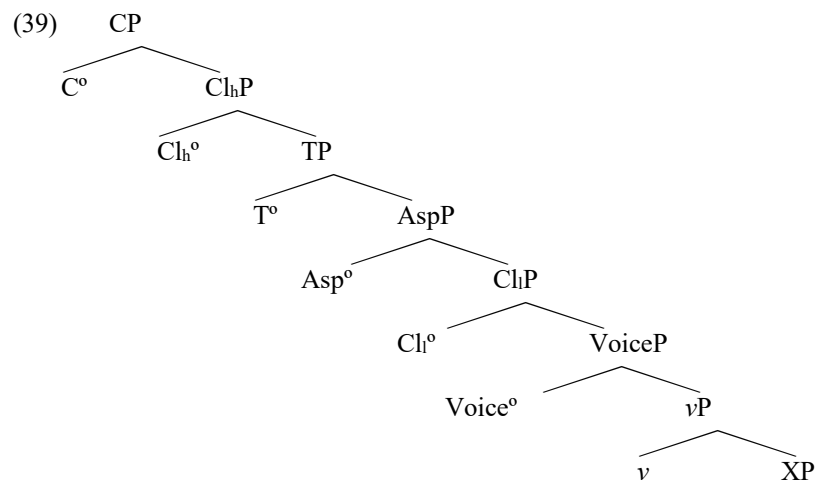 (39) CP
Cº ClₕP
Clₕº TP
Tº AspP
Aspº ClₗP
Clₗº VoiceP
Voiceº vP
v XP